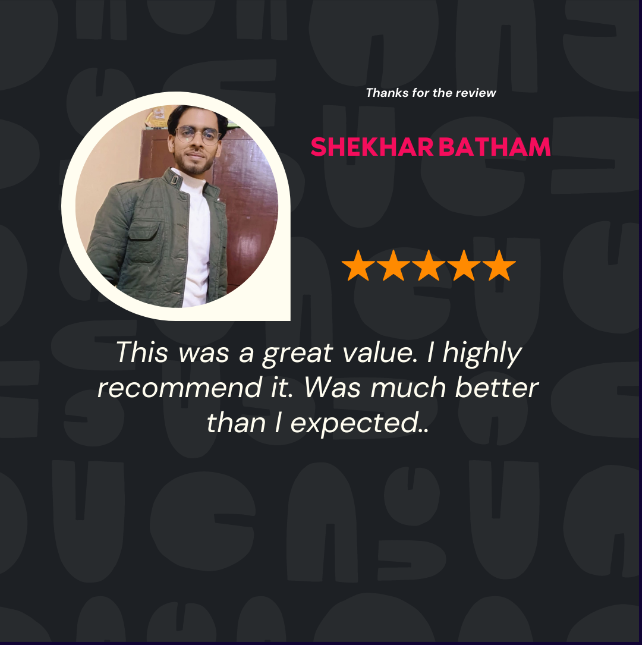 Thanks for the review
SHEKHAR BATHAM
This was a great value. I highly
recommend it. Was much better
than I expected..